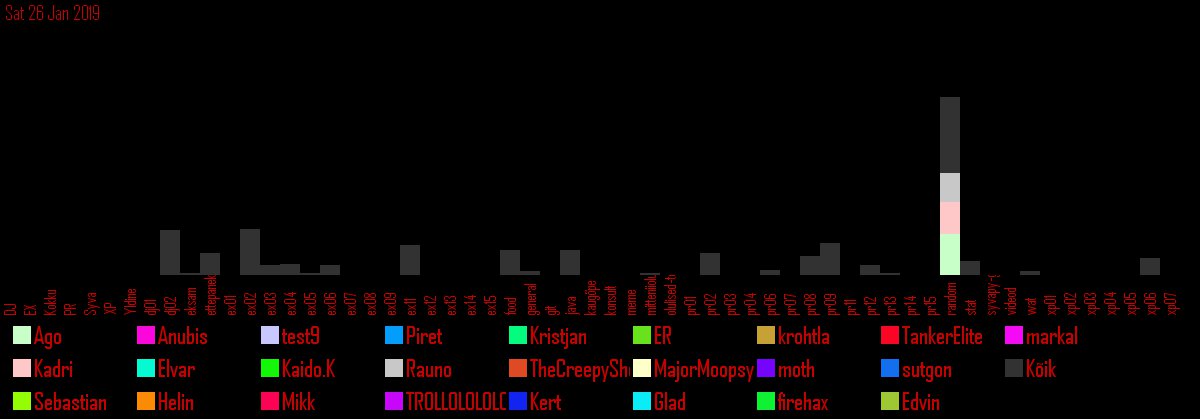 Sat 26 Jan 2019
DJ EX Kokku PR Syva XP Yldine dj01 dj02 eksam ettepanek ex01 ex02 ex03 ex04 ex05 ex06 ex07 ex08 ex09 ex11 ex12 ex13 ex14 ex15 food general git java kaugõpe konsult meme mitteniiolu olulised-h pr01 pr02 pr03 pr04 pr06 pr07 pr08 pr09 pr11 pr12 pr13 pr14 pr15 random stat syvapy-s videod wat xp01 xp02 xp03 xp04 xp05 xp06 xp07
Ago Anubis test9 Piret Kristjan ER krohtla TankerElite markal
Kadri Elvar Kaido.K Rauno TheCreepySh MajorMoopsy moth sutgon Kõik
Sebastian Helin Mikk TROLLOLOLOLO Kert Glad firehax Edvin